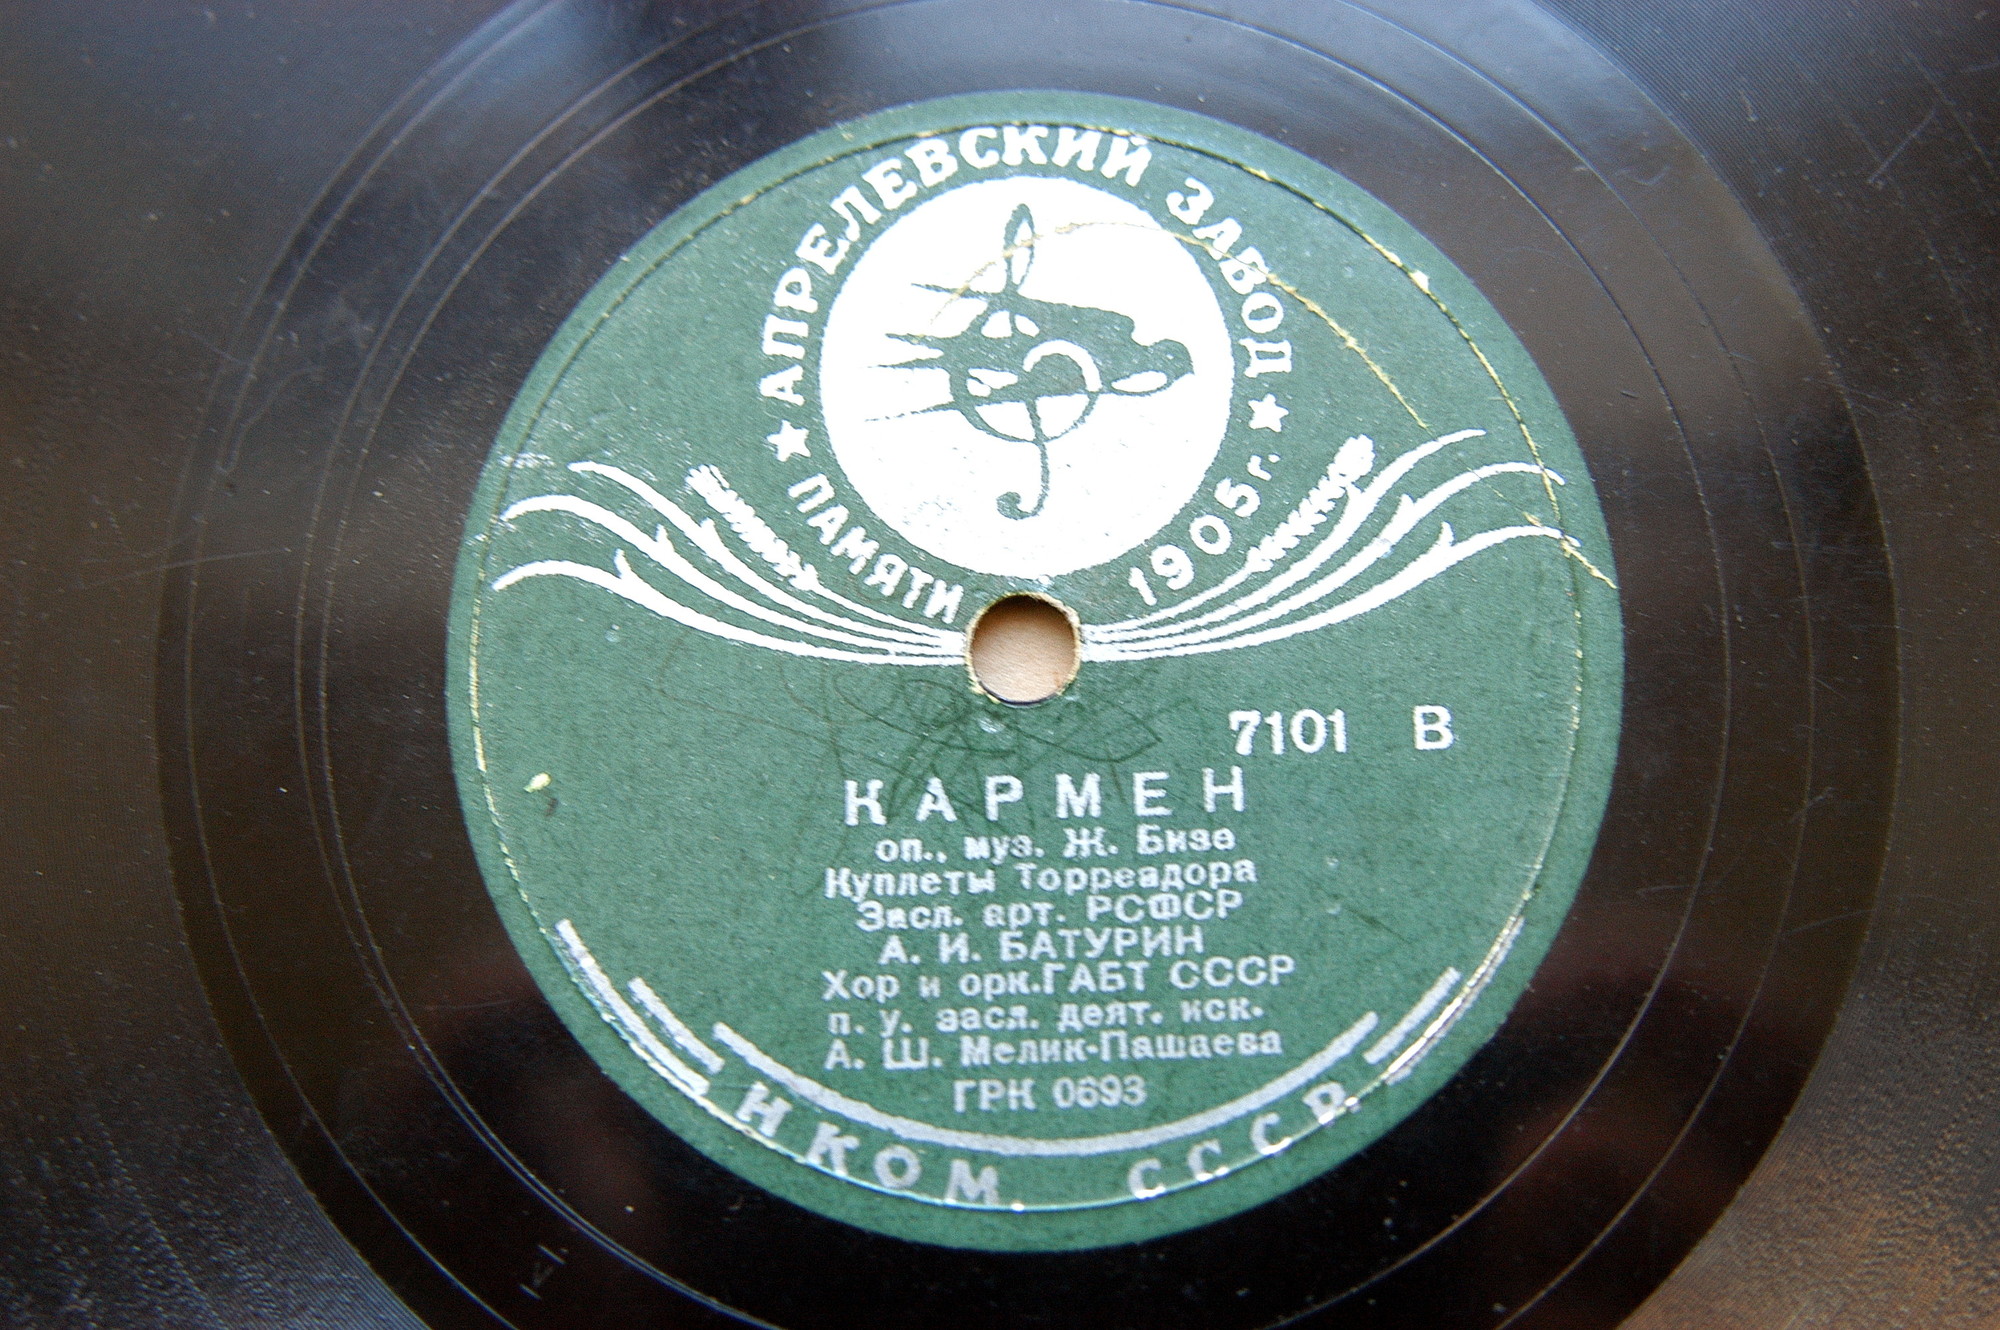 АПРЕЛЕВСКИЙ ЗАВОД
ПАМЯТИ 1905 г.
7101 В
КАРМЕН
оп., муз. Ж. Бизе
Куплеты Торреадора
Засл. арт. РСФСР
А. И. БАТУРИН
Хор и орк.ГАБТ СССР
п. у. засл. деят. иск.
А. Ш. Мелик-Пашаева
ГРК 0693
НКОМ СССР